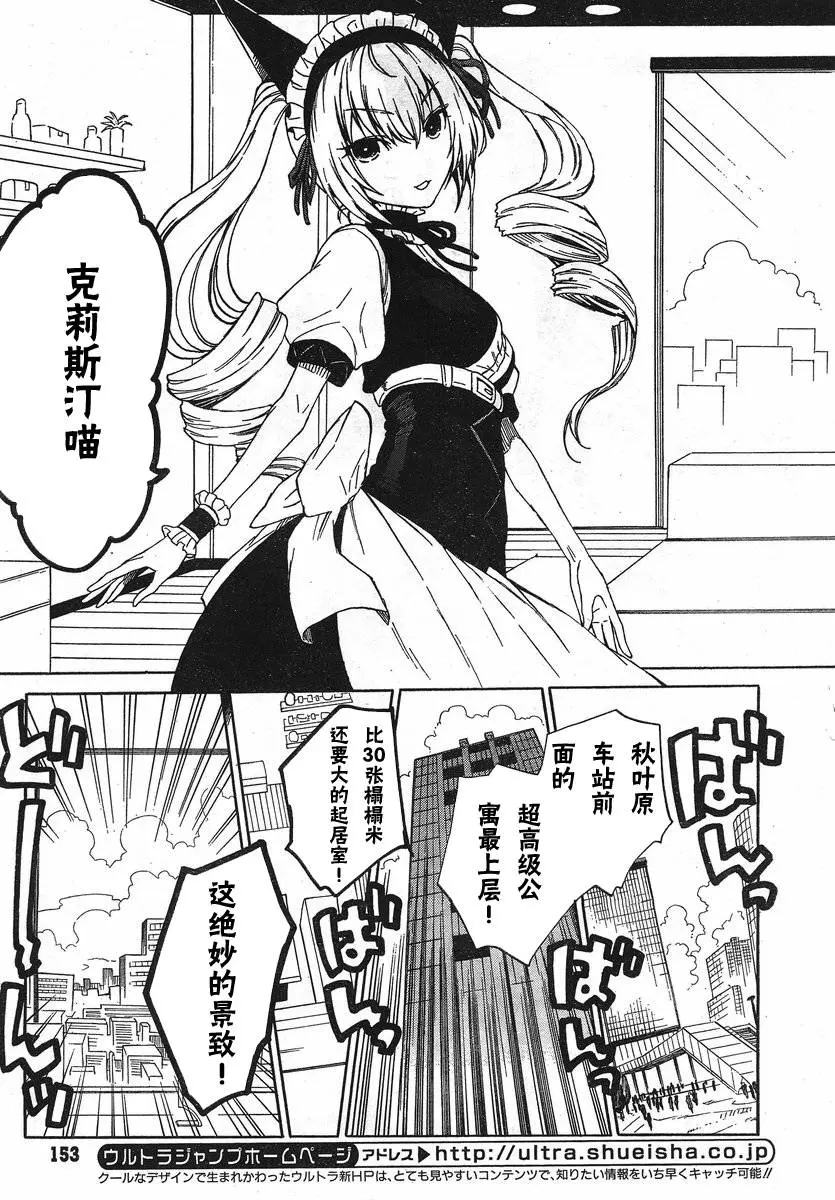 克莉斯汀喵
秋叶原
车站前
面的
超高级公
寓最上层！
比30张榻榻米
还要大的起居室！
这绝妙的景致！
ばんっ
ばんっ
ばんっ
どーんっ
153
ウルトラジャンプホームページ アドレス▶http://ultra.shueisha.co.jp
クールなデザインで生まれかわったウルトラ新HPは、とても見やすいコンテンツで、知りたい情報をいち早くキャッチ可能!!